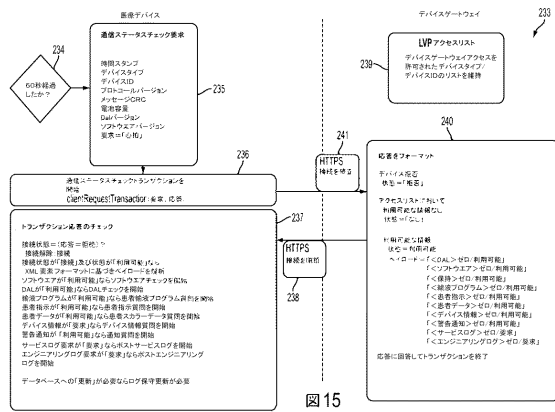 医療デバイス
デバイスゲートウェイ
233
234
60秒経過
したか?
通信ステータスチェック要求
時間スタンプ
デバイスタイプ
デバイスID
プロトコールバージョン
メッセージCRC
電池容量
Dalバージョン
ソフトウエアバージョン
要求=「心拍」
235
LVPアクセスリスト
デバイスゲートウェイアクセスを
許可されたデバイスタイプ/
デバイスIDのリストを維持
239
236
通信ステータスチェックトランザクションを
開始
clientRequestTransaction:要求、応答
241
HTTPS
接続を確立
240
応答をフォーマット
デバイス拒否
状態=「拒否」
アクセスリストにおいて
利用可能な情報なし
状態=「なし」
利用可能な情報
状態=利用可能
ペイロード=「<DAL>ゼロ/利用可能」
「<ソフトウエア>ゼロ/利用可能」
「<保持>ゼロ/利用可能」
「<輸液プログラム>ゼロ/利用可能」
「<患者指示>ゼロ/利用可能」
「<患者データ>ゼロ/利用可能」
「<デバイス情報>ゼロ/利用可能」
「<警告通知>ゼロ/利用可能」
「<サービスログ>ゼロ/要求」
「<エンジニアリングログ>ゼロ/要求」
応答に回答してトランザクションを終了
237
トランザクション応答のチェック
接続状態=(応答=拒絶)?
接続解除:接続
接続状態が「接続」及び状態が「利用可能」なら
XML要素フォーマットに基づきペイロードを解析
ソフトウエアが「利用可能」ならソフトウエアチェックを開始
DALが「利用可能」ならDALチェックを開始
輸液プログラムが「利用可能」なら患者輸液プログラム質問を開始
患者指示が「利用可能」なら患者指示質問を開始
患者データが「利用可能」なら患者スカラーデータ質問を開始
デバイス情報が「要求」ならデバイス情報質問を開始
警告通知が「利用可能」なら通知質問を開始
サービスログ要求が「要求」ならポストサービスログを開始
エンジニアリングログ要求が「要求」ならポストエンジニアリング
ログを開始
データベースへの「更新」が必要ならログ保守更新が必要
HTTPS
238
図15